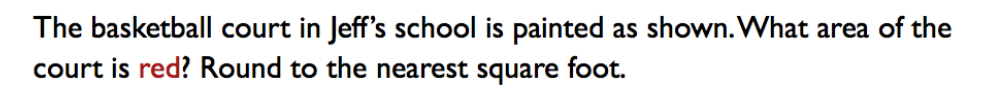 The basketball court in Jeff’s school is painted as shown. What area of the
court is red? Round to the nearest square foot.